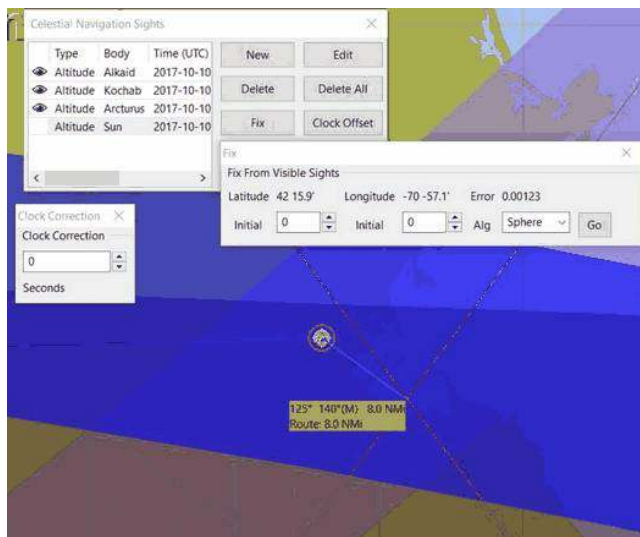 Celestial Navigation Sights
Type Body Time (UTC)
Altitude Alkaid 2017-10-10
Altitude Kochab 2017-10-10
Altitude Arcturus 2017-10-10
Altitude Sun 2017-10-10
New Edit
Delete Delete All
Fix Clock Offset
Fix
Fix From Visible Sights
Latitude 42 15.9' Longitude -70 -57.1' Error 0.00123
Initial 0 Initial 0 Alg Sphere Go
Clock Correction
Clock Correction
0
Seconds
125° 140°(M) 8.0 NMi
Route: 8.0 NMi